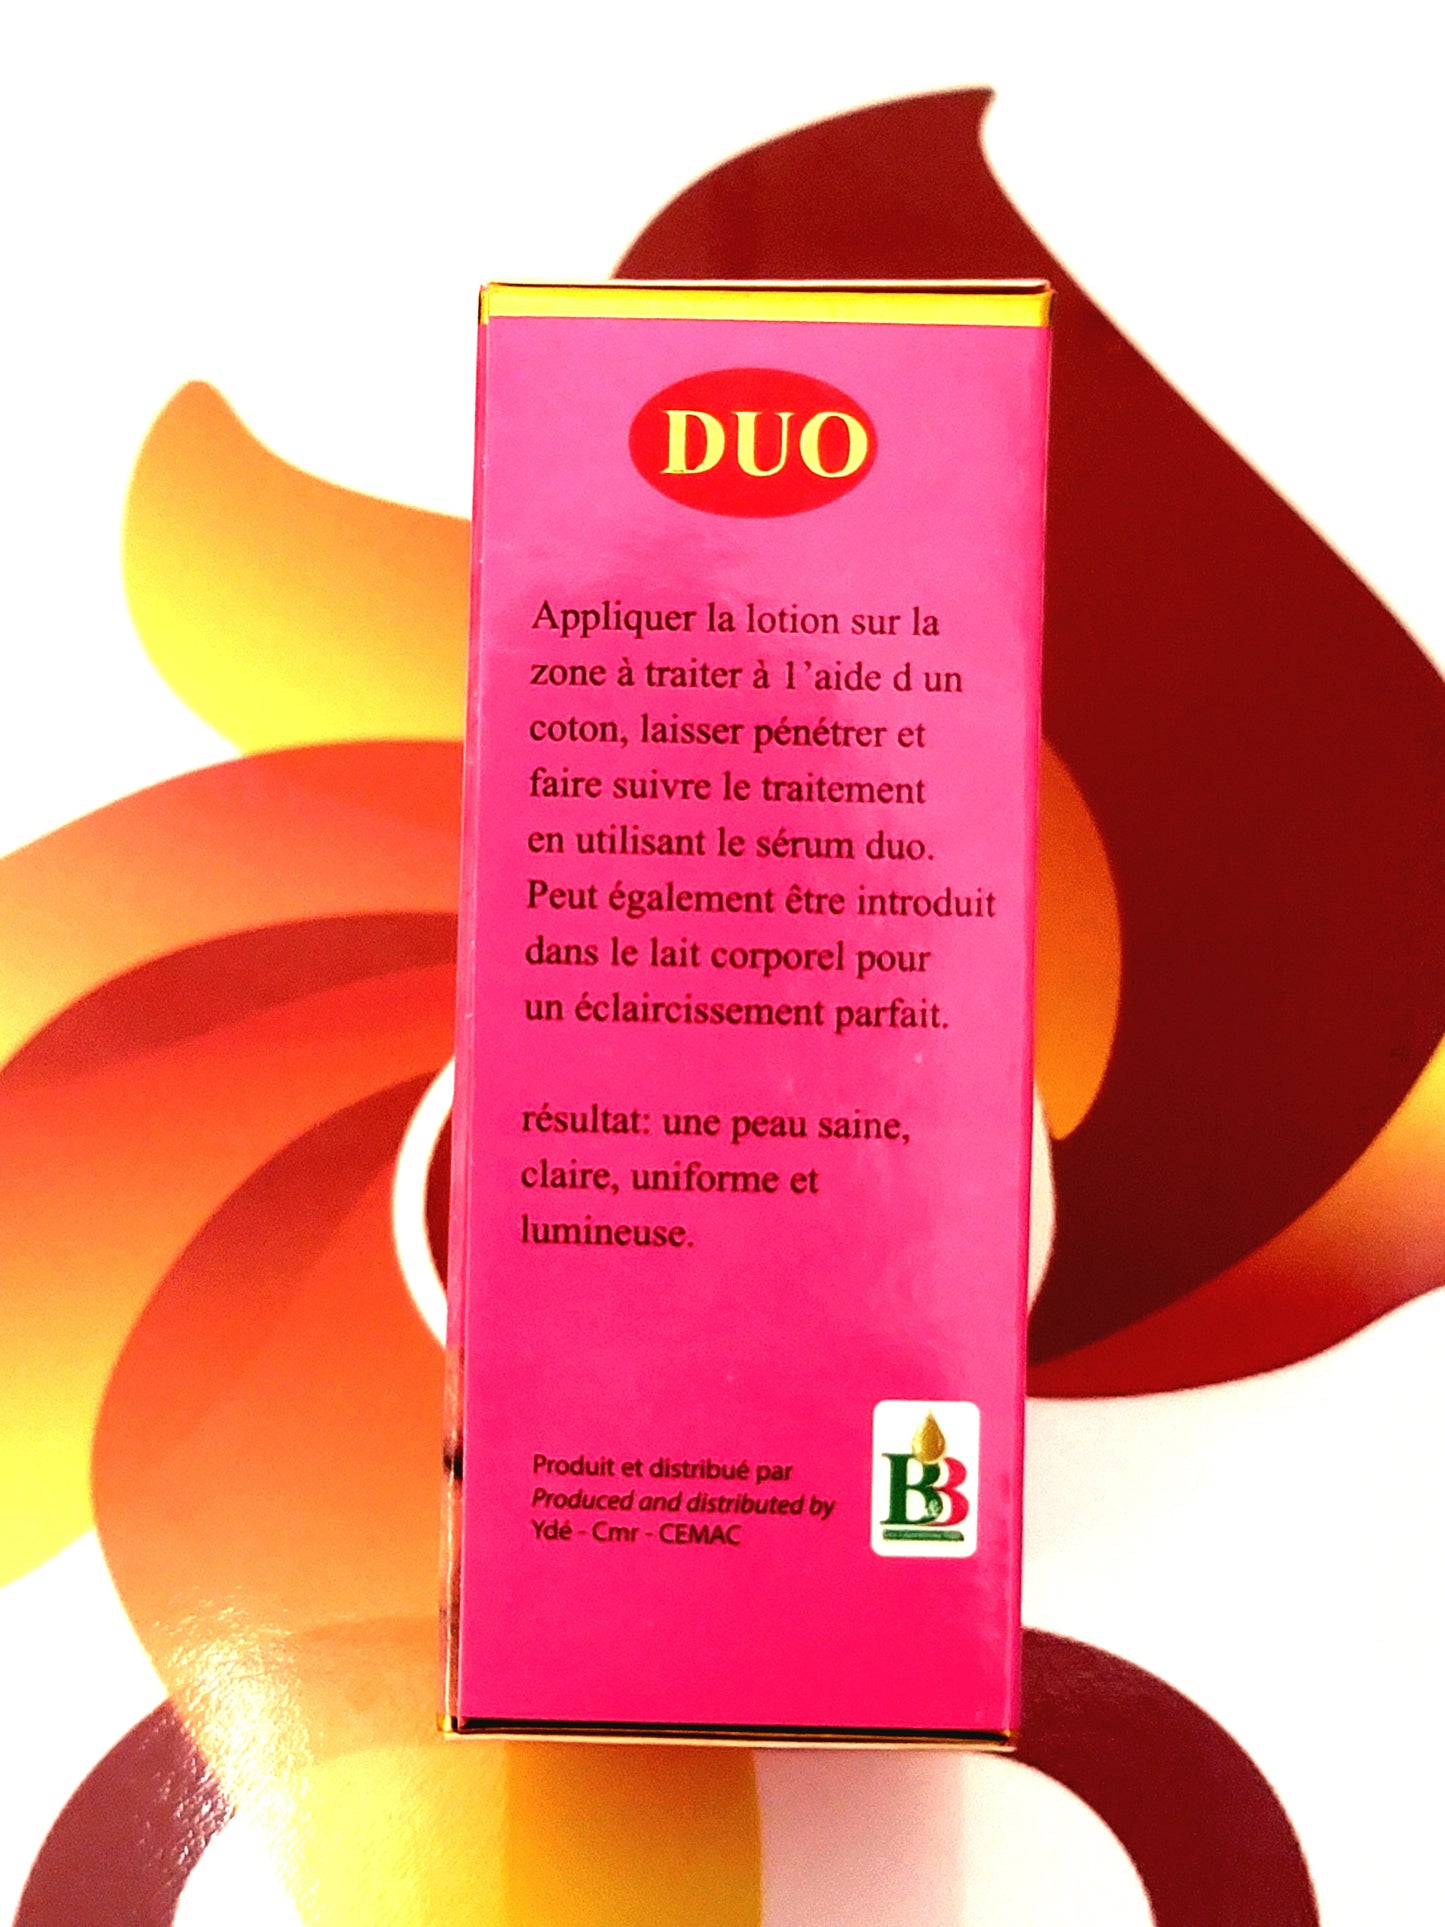 DUO
Appliquer la lotion sur la
zone à traiter à l'aide d un
coton, laisser pénétrer et
faire suivre le traitement
en utilisant le sérum duo.
Peut également être introduit
dans le lait corporel pour
un éclaircissement parfait.
résultat: une peau saine,
claire, uniforme et
lumineuse.
Produit et distribué par
Produced and distributed by
Ydé - Cmr - CEMAC
B&B